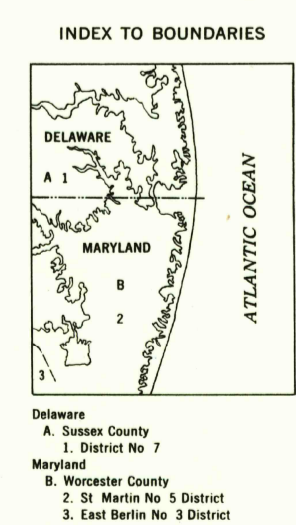 INDEX TO BOUNDARIES
DELAWARE
A 1
MARYLAND
B
2
3
ATLANTIC OCEAN
Delaware
A. Sussex County
1. District No 7
Maryland
B. Worcester County
2. St Martin No 5 District
3. East Berlin No 3 District